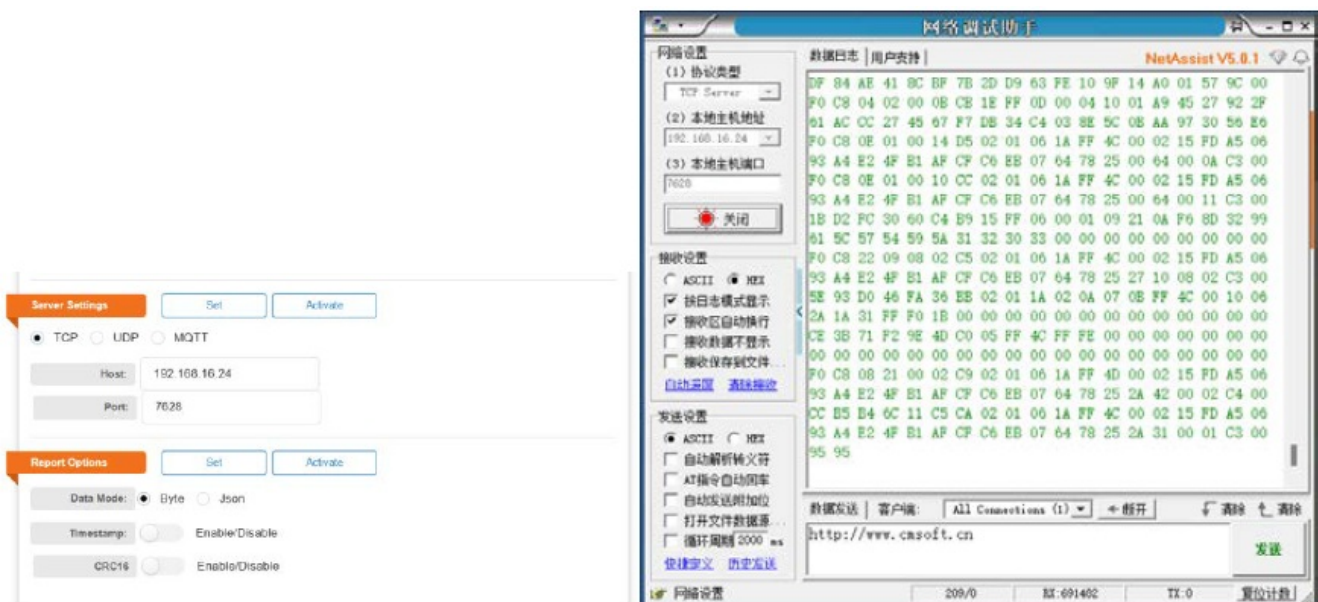 Server Settings
Set
Activate
TCP
UDP
MQTT
Host:
192.168.16.24
Port:
7628
Report Options
Set
Activate
Data Mode:
Byte
Json
Timestamp:
Enable/Disable
CRC16
Enable/Disable
网络调试助手
网络设置
(1) 协议类型
TCP Server
(2) 本地主机地址
192.168.16.24
(3) 本地主机端口
7628
关闭
接收设置
ASCII
HEX
按日志模式显示
接收区自动换行
接收数据不显示
接收保存到文件...
自动滚屏
清除接收
发送设置
ASCII
HEX
自动解析转义符
AT指令自动回车
自动发送附加位
打开文件数据源...
循环周期 2000 ms
快捷定义
历史发送
数据日志
用户支持
NetAssist V5.0.1
DF 84 AE 41 8C BF 7B 2D D9 63 FE 10 9F 14 A0 01 57 9C 00
F0 C8 04 02 00 0B CB 1E FF 0D 00 04 10 01 A9 45 27 92 2F
61 AC CC 27 45 67 F7 DB 34 C4 03 8E 5C 0B AA 97 30 56 E6
F0 C8 0E 01 00 14 D5 02 01 06 1A FF 4C 00 02 15 FD A5 06
93 A4 E2 4F B1 AF CF C6 EB 07 64 78 25 00 64 00 0A C3 00
F0 C8 0E 01 00 10 CC 02 01 06 1A FF 4C 00 02 15 FD A5 06
93 A4 E2 4F B1 AF CF C6 EB 07 64 78 25 00 64 00 11 C3 00
1B D2 FC 30 60 C4 B9 15 FF 06 00 01 09 21 0A F6 8D 32 99
61 5C 57 54 59 5A 31 32 30 33 00 00 00 00 00 00 00 00 00
F0 C8 22 09 08 02 C5 02 01 06 1A FF 4C 00 02 15 FD A5 06
93 A4 E2 4F B1 AF CF C6 EB 07 64 78 25 27 10 08 02 C3 00
5E 93 D0 46 FA 36 BB 02 01 1A 02 0A 07 0B FF 4C 00 10 06
2A 1A 31 FF F0 1B 00 00 00 00 00 00 00 00 00 00 00 00 00
CE 3B 71 F2 9E 4D C0 05 FF 4C FF FE 00 00 00 00 00 00 00
00 00 00 00 00 00 00 00 00 00 00 00 00 00 00 00 00 00 00
F0 C8 08 21 00 02 C9 02 01 06 1A FF 4D 00 02 15 FD A5 06
93 A4 E2 4F B1 AF CF C6 EB 07 64 78 25 2A 42 00 02 C4 00
CC B5 B4 6C 11 C5 CA 02 01 06 1A FF 4C 00 02 15 FD A5 06
93 A4 E2 4F B1 AF CF C6 EB 07 64 78 25 2A 31 00 01 C3 00
95 95
数据发送
客户端:
All Connections (1)
断开
清除
清除
http://www.cmsoft.cn
发送
网络设置
209/0
RX:691402
TX:0
复位计数